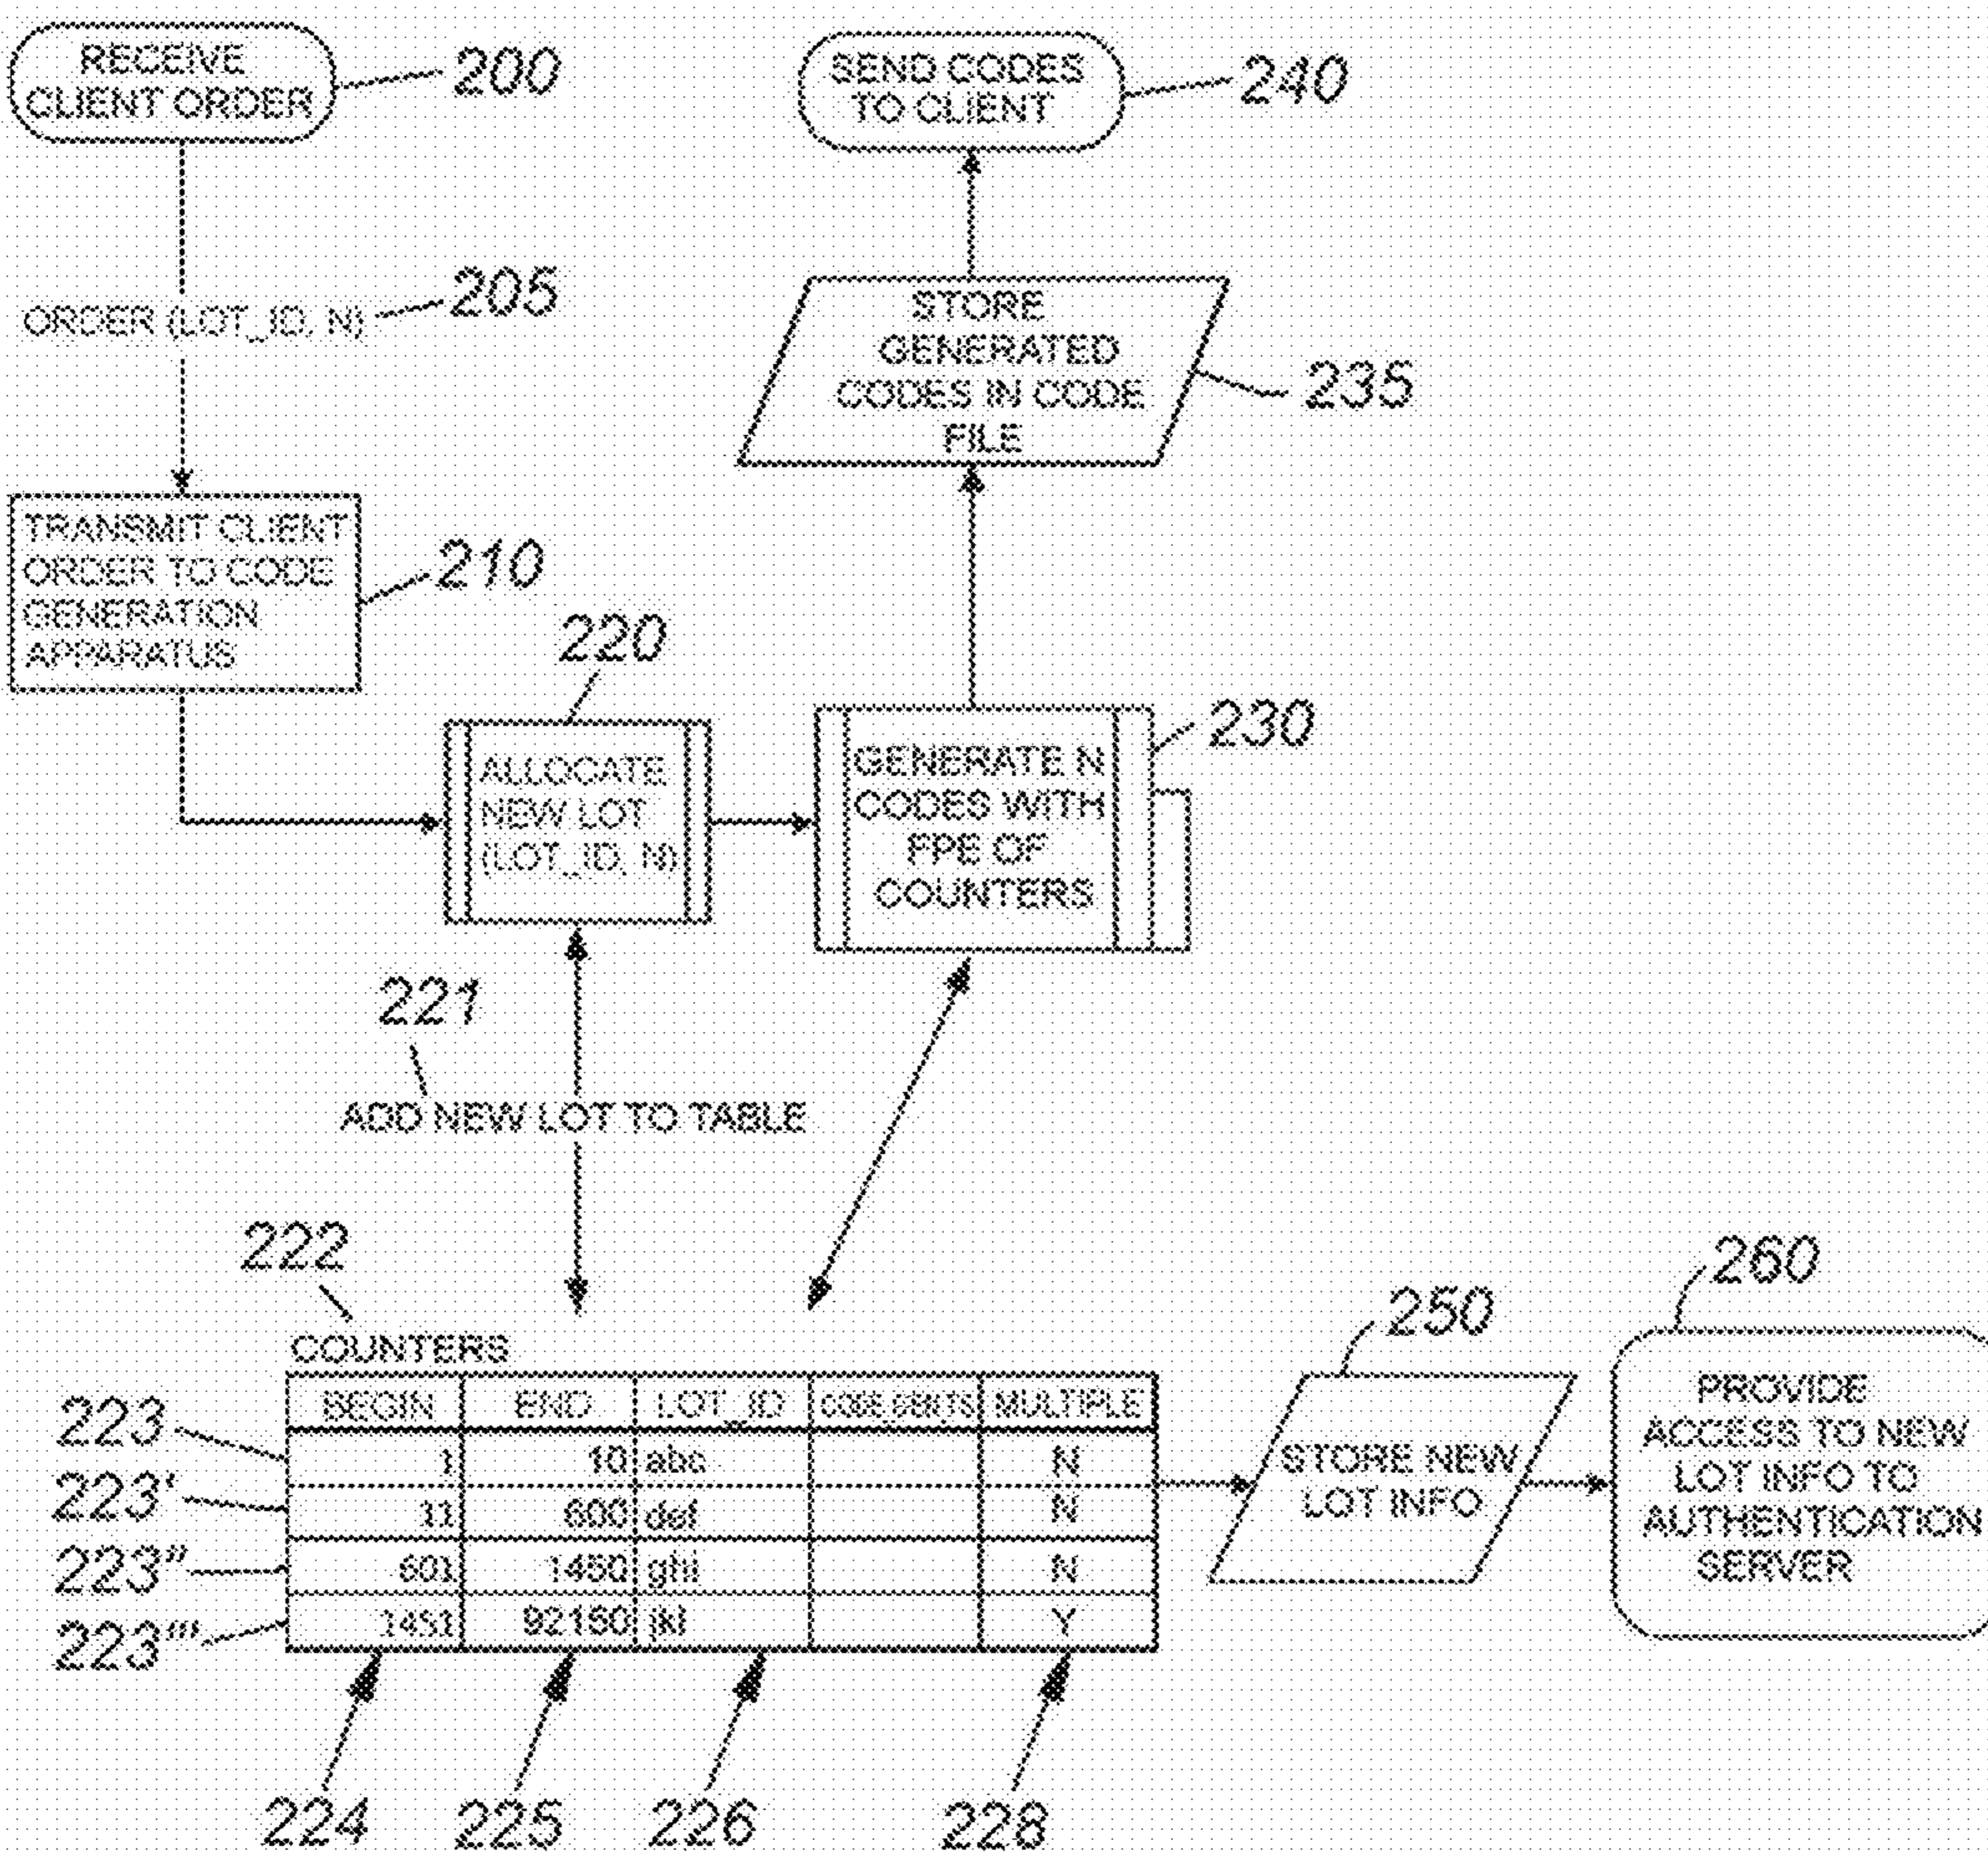 RECEIVE
CLIENT ORDER
200
SEND CODES
TO CLIENT
240
ORDER (LOT_ID, N)
205
STORE
GENERATED
CODES IN CODE
FILE
235
TRANSMIT CLIENT
ORDER TO CODE
GENERATION
APPARATUS
210
220
ALLOCATE
NEW LOT
(LOT_ID, N)
GENERATE N
CODES WITH
FPE OF
COUNTERS
230
221
ADD NEW LOT TO TABLE
222
COUNTERS
BEGIN END LOT_ID MULTIPLE
223 1 10 abc N
223' 11 600 def N
223" 601 1450 ghi N
223''' 1451 92150 jkl Y
224 225 226 228
250
STORE NEW
LOT INFO
260
PROVIDE
ACCESS TO NEW
LOT INFO TO
AUTHENTICATION
SERVER